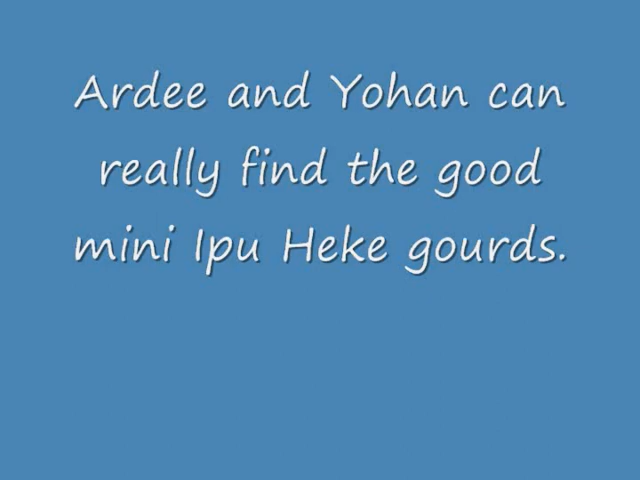 Ardee and Yohan can
really find the good
mini Ipu Heke gourds.